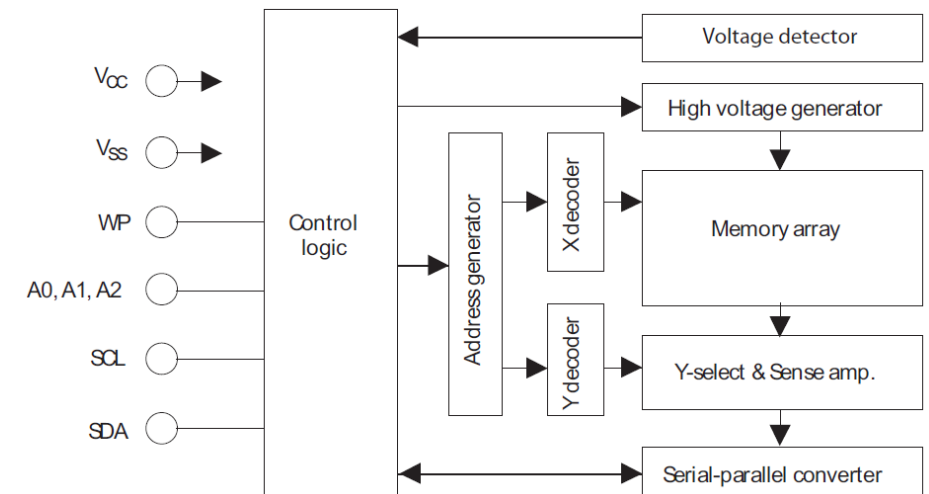 Voltage detector
VCC
High voltage generator
VSS
X decoder
Address generator
WP
Control
logic
Memory array
A0, A1, A2
Y decoder
SCL
Y-select & Sense amp.
SDA
Serial-parallel converter